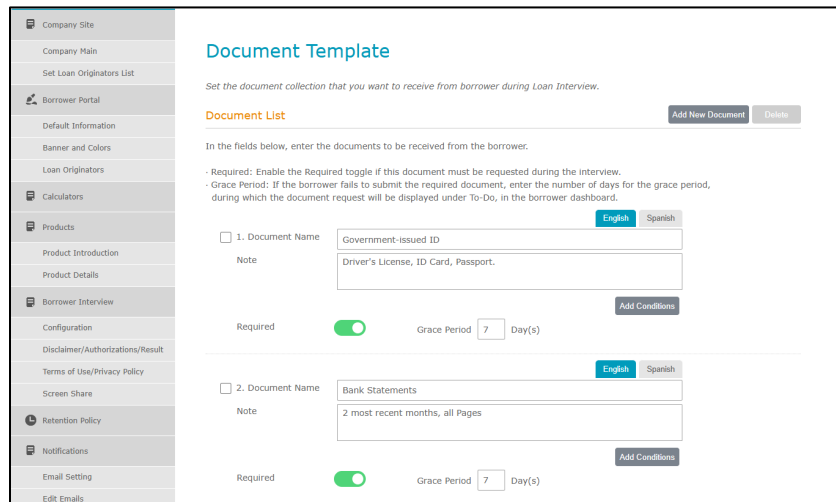 Company Site
Company Main
Set Loan Originators List
Borrower Portal
Default Information
Banner and Colors
Loan Originators
Calculators
Products
Product Introduction
Product Details
Borrower Interview
Configuration
Disclaimer/Authorizations/Result
Terms of Use/Privacy Policy
Screen Share
Retention Policy
Notifications
Email Setting
Edit Emails
Document Template
Set the document collection that you want to receive from borrower during Loan Interview.
Document List
Add New Document Delete
In the fields below, enter the documents to be received from the borrower.
· Required: Enable the Required toggle if this document must be requested during the interview.
· Grace Period: If the borrower fails to submit the required document, enter the number of days for the grace period,
during which the document request will be displayed under To-Do, in the borrower dashboard.
English Spanish
1. Document Name Government-issued ID
Note Driver's License, ID Card, Passport.
Add Conditions
Required Grace Period 7 Day(s)
English Spanish
2. Document Name Bank Statements
Note 2 most recent months, all Pages
Add Conditions
Required Grace Period 7 Day(s)